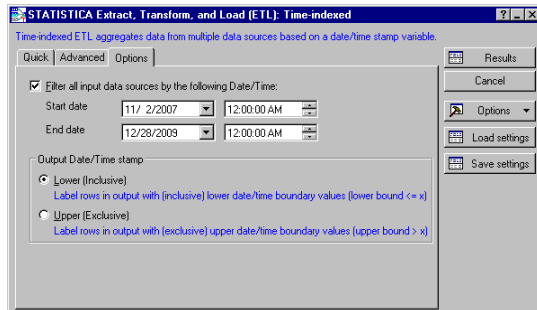 STATISTICA Extract, Transform, and Load (ETL): Time-indexed
Time-indexed ETL aggregates data from multiple data sources based on a date/time stamp variable.
Quick Advanced Options
Results
Cancel
Options
Load settings
Save settings
Filter all input data sources by the following Date/Time:
Start date 11/ 2/2007 12:00:00 AM
End date 12/28/2009 12:00:00 AM
Output Date/Time stamp
Lower (Inclusive)
Label rows in output with (inclusive) lower date/time boundary values (lower bound <= x)
Upper (Exclusive)
Label rows in output with (exclusive) upper date/time boundary values (upper bound > x)